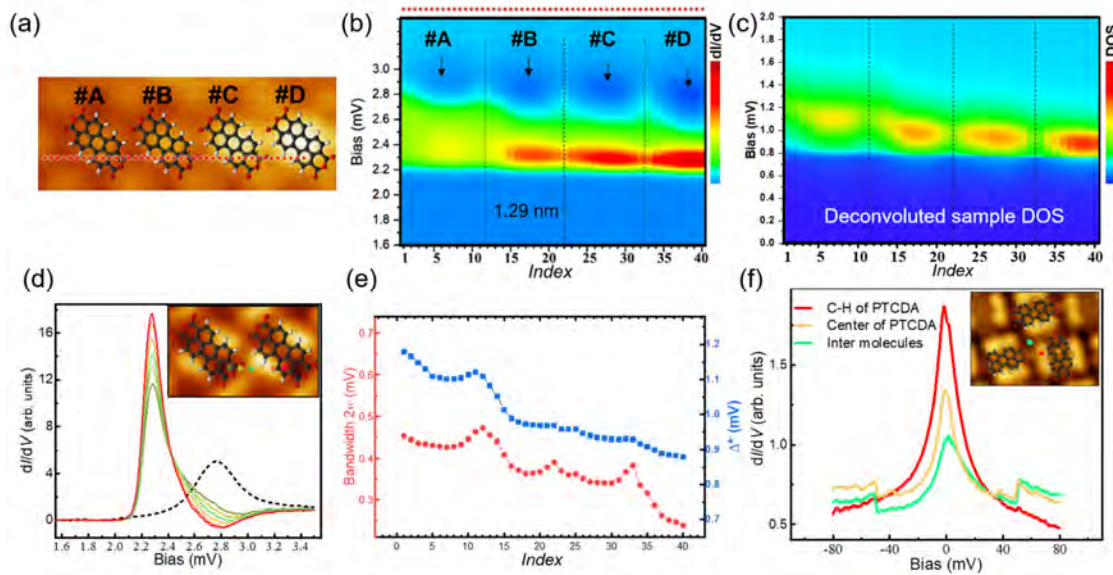 (a)
#A #B #C #D
(b)
#A #B #C #D
3.0
2.8
2.6
2.4
2.2
2.0
1.8
1.6
Bias (mV)
1.29 nm
1 5 10 15 20 25 30 35 40
Index
dI/dV
(c)
2.0
1.8
1.6
1.4
1.2
1.0
0.8
0.6
0.4
0.2
0.0
Bias (mV)
Deconvoluted sample DOS
1 5 10 15 20 25 30 35 40
Index
DOS
(d)
16
12
8
4
0
dI/dV (arb. units)
1.6 1.8 2.0 2.2 2.4 2.6 2.8 3.0 3.2 3.4
Bias (mV)
(e)
0.7
0.6
0.5
0.4
0.3
Bandwidth 2w (mV)
1.2
1.1
1.0
0.9
0.8
0.7
Δ* (mV)
0 5 10 15 20 25 30 35 40
Index
(f)
C-H of PTCDA
Center of PTCDA
Inter molecules
2.0
1.5
1.0
0.5
dI/dV (arb. units)
-80 -40 0 40 80
Bias (mV)